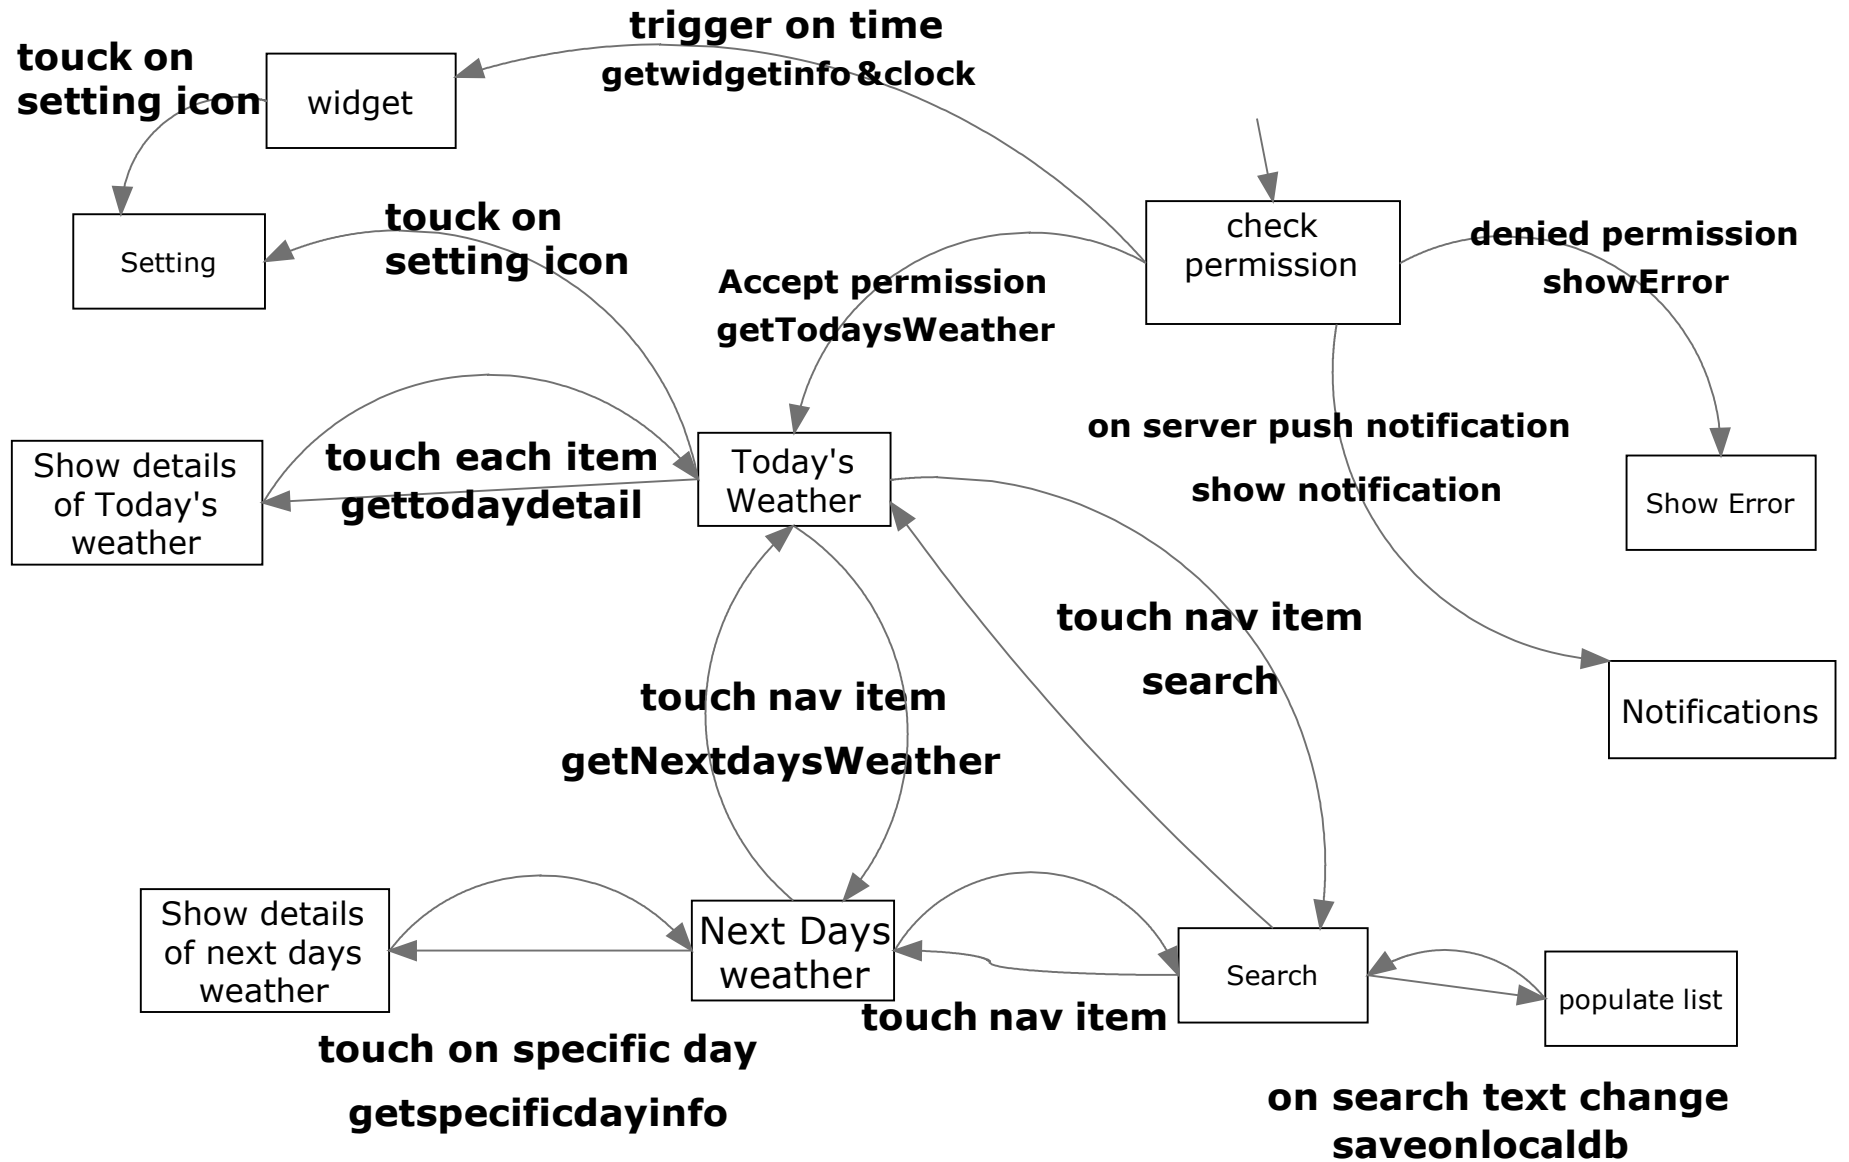 trigger on time
getwidgetinfo&clock
touck on
setting icon
widget
touck on
setting icon
Setting
check
permission
denied permission
showError
Accept permission
getTodaysWeather
on server push notification
show notification
Show Error
Today's
Weather
touch each item
gettodaydetail
Show details
of Today's
weather
touch nav item
search
Notifications
touch nav item
getNextdaysWeather
Show details
of next days
weather
Next Days
weather
Search
populate list
touch nav item
touch on specific day
getspecificdayinfo
on search text change
saveonlocaldb